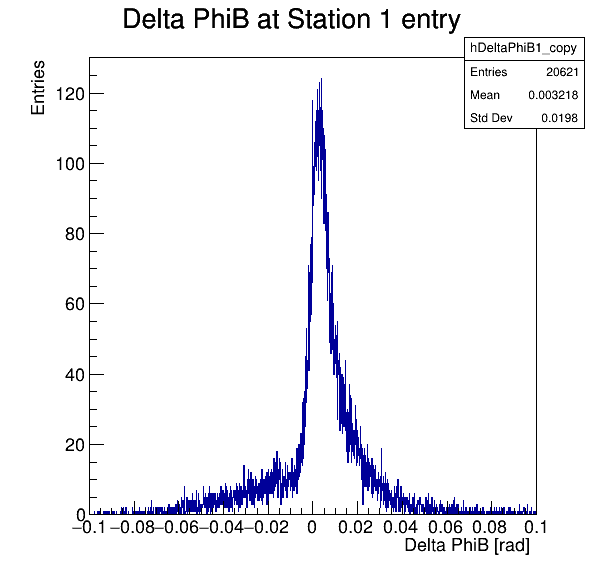 Delta PhiB at Station 1 entry
hDeltaPhiB1_copy
Entries 20621
Mean 0.003218
Std Dev 0.0198
Entries
120
100
80
60
40
20
0
−0.1 −0.08 −0.06 −0.04 −0.02 0 0.02 0.04 0.06 0.08 0.1
Delta PhiB [rad]